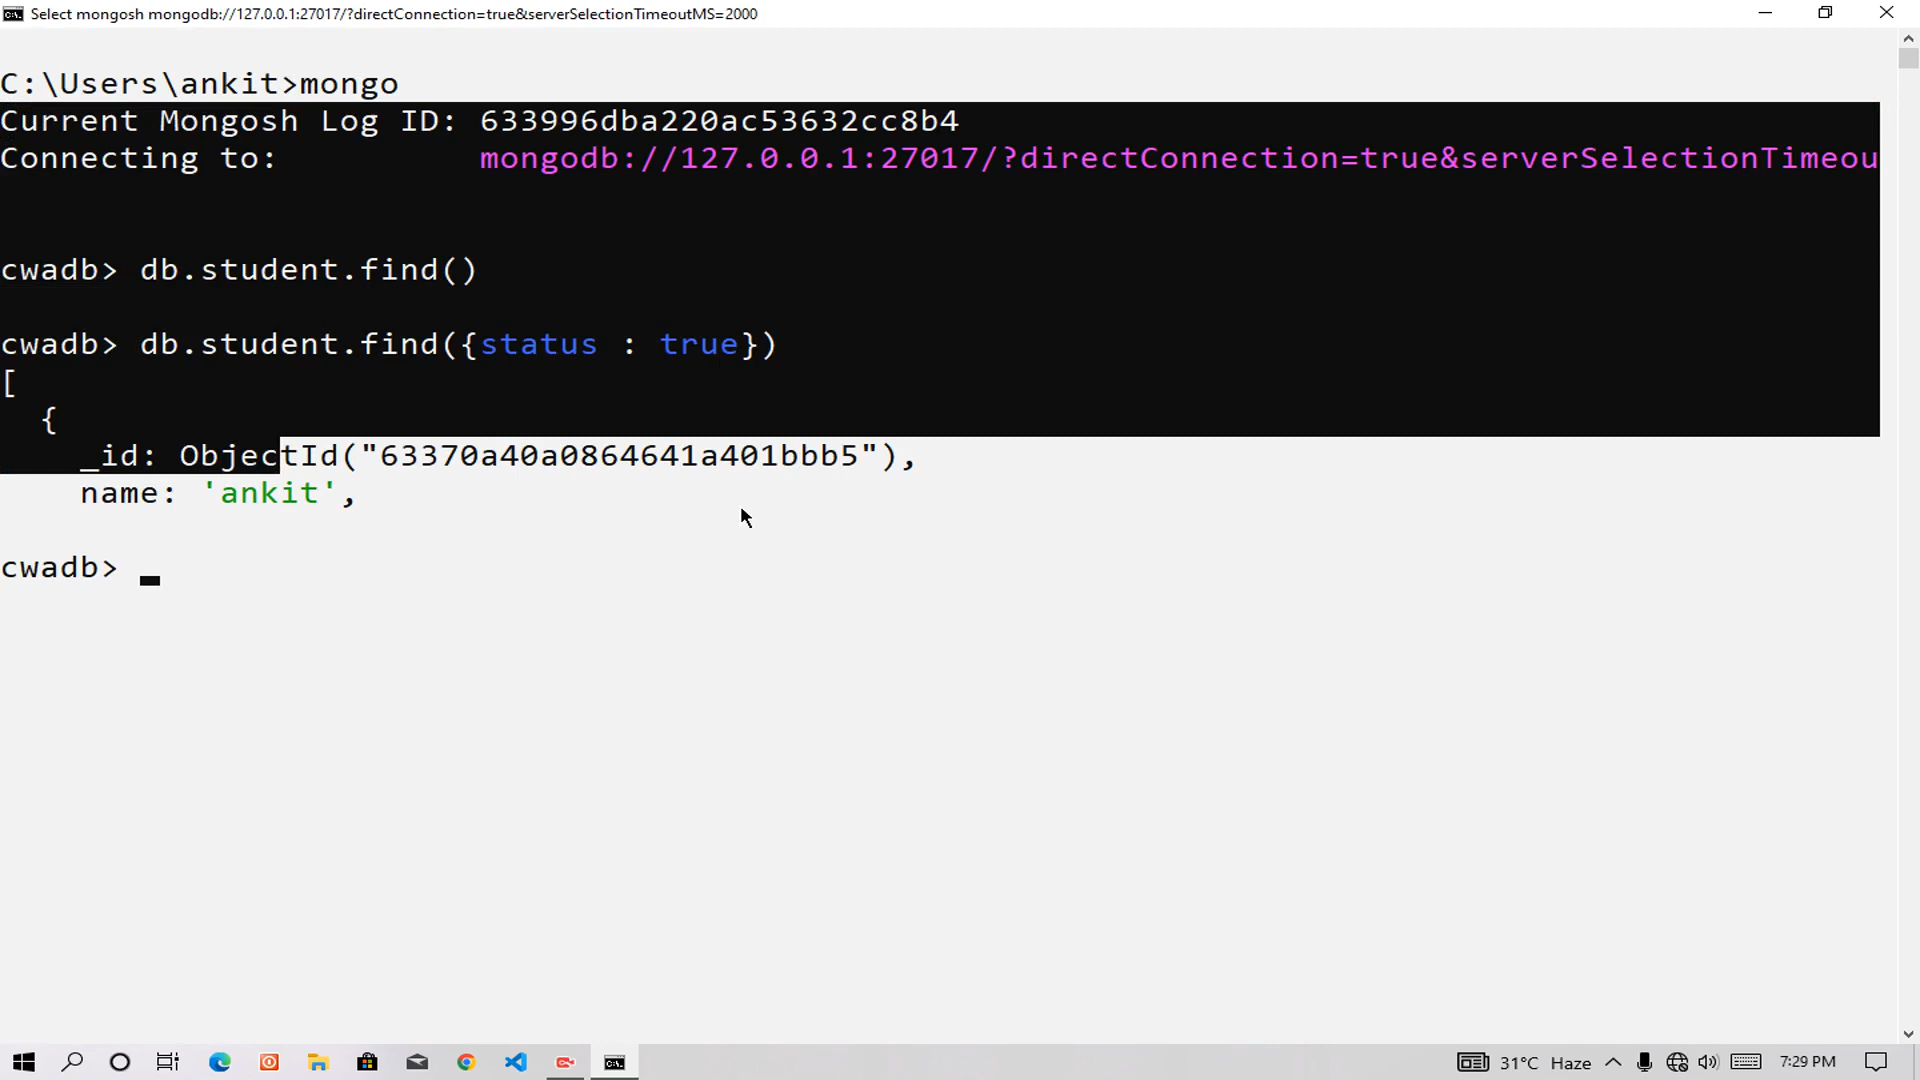 Select mongosh mongodb://127.0.0.1:27017/?directConnection=true&serverSelectionTimeoutMS=2000
C:\Users\ankit>mongo
Current Mongosh Log ID: 633996dba220ac53632cc8b4
Connecting to: mongodb://127.0.0.1:27017/?directConnection=true&serverSelectionTimeou
cwadb> db.student.find()
cwadb> db.student.find({status : true})
[
{
_id: ObjectId("63370a40a0864641a401bbb5"),
name: 'ankit',
cwadb>
31°C Haze
7:29 PM